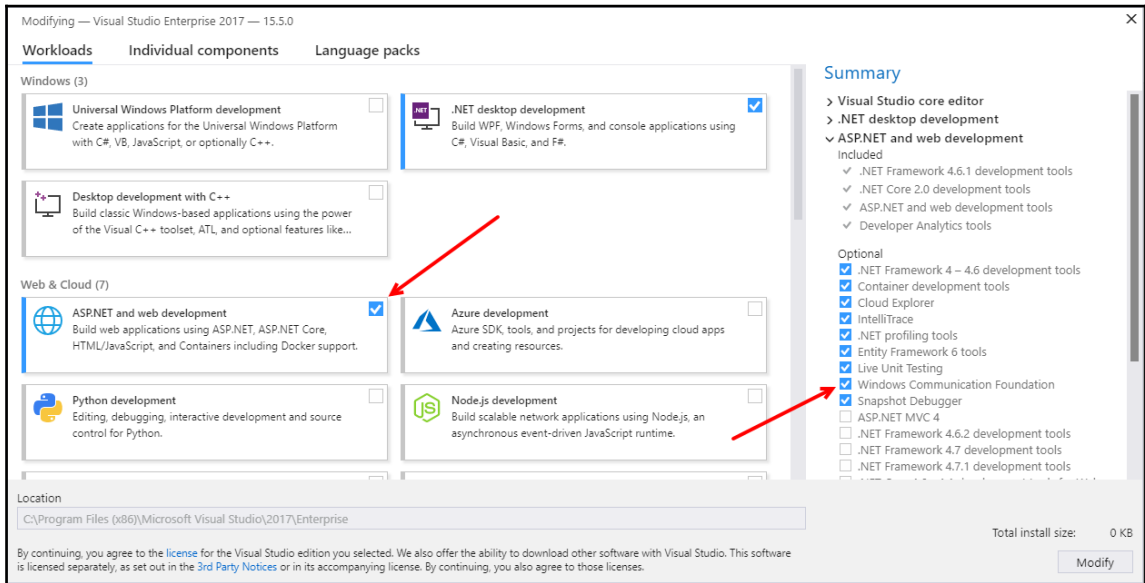 Modifying — Visual Studio Enterprise 2017 — 15.5.0
Workloads
Individual components
Language packs
Windows (3)
Universal Windows Platform development
Create applications for the Universal Windows Platform
with C#, VB, JavaScript, or optionally C++.
.NET
.NET desktop development
Build WPF, Windows Forms, and console applications using
C#, Visual Basic, and F#.
Desktop development with C++
Build classic Windows-based applications using the power
of the Visual C++ toolset, ATL, and optional features like...
Web & Cloud (7)
ASP.NET and web development
Build web applications using ASP.NET, ASP.NET Core,
HTML/JavaScript, and Containers including Docker support.
Azure development
Azure SDK, tools, and projects for developing cloud apps
and creating resources.
Python development
Editing, debugging, interactive development and source
control for Python.
JS
Node.js development
Build scalable network applications using Node.js, an
asynchronous event-driven JavaScript runtime.
Summary
Visual Studio core editor
.NET desktop development
ASP.NET and web development
Included
.NET Framework 4.6.1 development tools
.NET Core 2.0 development tools
ASP.NET and web development tools
Developer Analytics tools
Optional
.NET Framework 4 – 4.6 development tools
Container development tools
Cloud Explorer
IntelliTrace
.NET profiling tools
Entity Framework 6 tools
Live Unit Testing
Windows Communication Foundation
Snapshot Debugger
ASP.NET MVC 4
.NET Framework 4.6.2 development tools
.NET Framework 4.7 development tools
.NET Framework 4.7.1 development tools
Location
C:\Program Files (x86)\Microsoft Visual Studio\2017\Enterprise
By continuing, you agree to the license for the Visual Studio edition you selected. We also offer the ability to download other software with Visual Studio. This software
is licensed separately, as set out in the 3rd Party Notices or in its accompanying license. By continuing, you also agree to those licenses.
Total install size: 0 KB
Modify